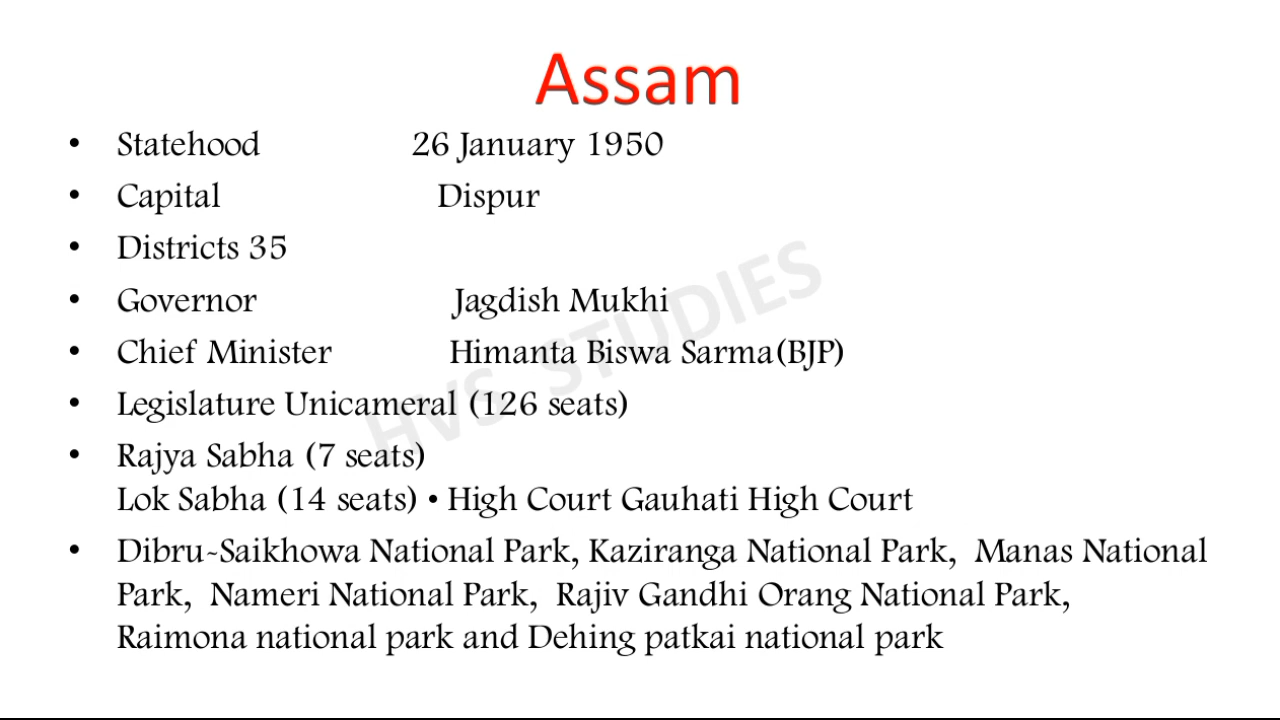 Assam
• Statehood 26 January 1950
• Capital Dispur
• Districts 35
• Governor Jagdish Mukhi
• Chief Minister Himanta Biswa Sarma(BJP)
• Legislature Unicameral (126 seats)
• Rajya Sabha (7 seats)
Lok Sabha (14 seats) • High Court Gauhati High Court
• Dibru-Saikhowa National Park, Kaziranga National Park, Manas National
Park, Nameri National Park, Rajiv Gandhi Orang National Park,
Raimona national park and Dehing patkai national park
HVS STUDIES